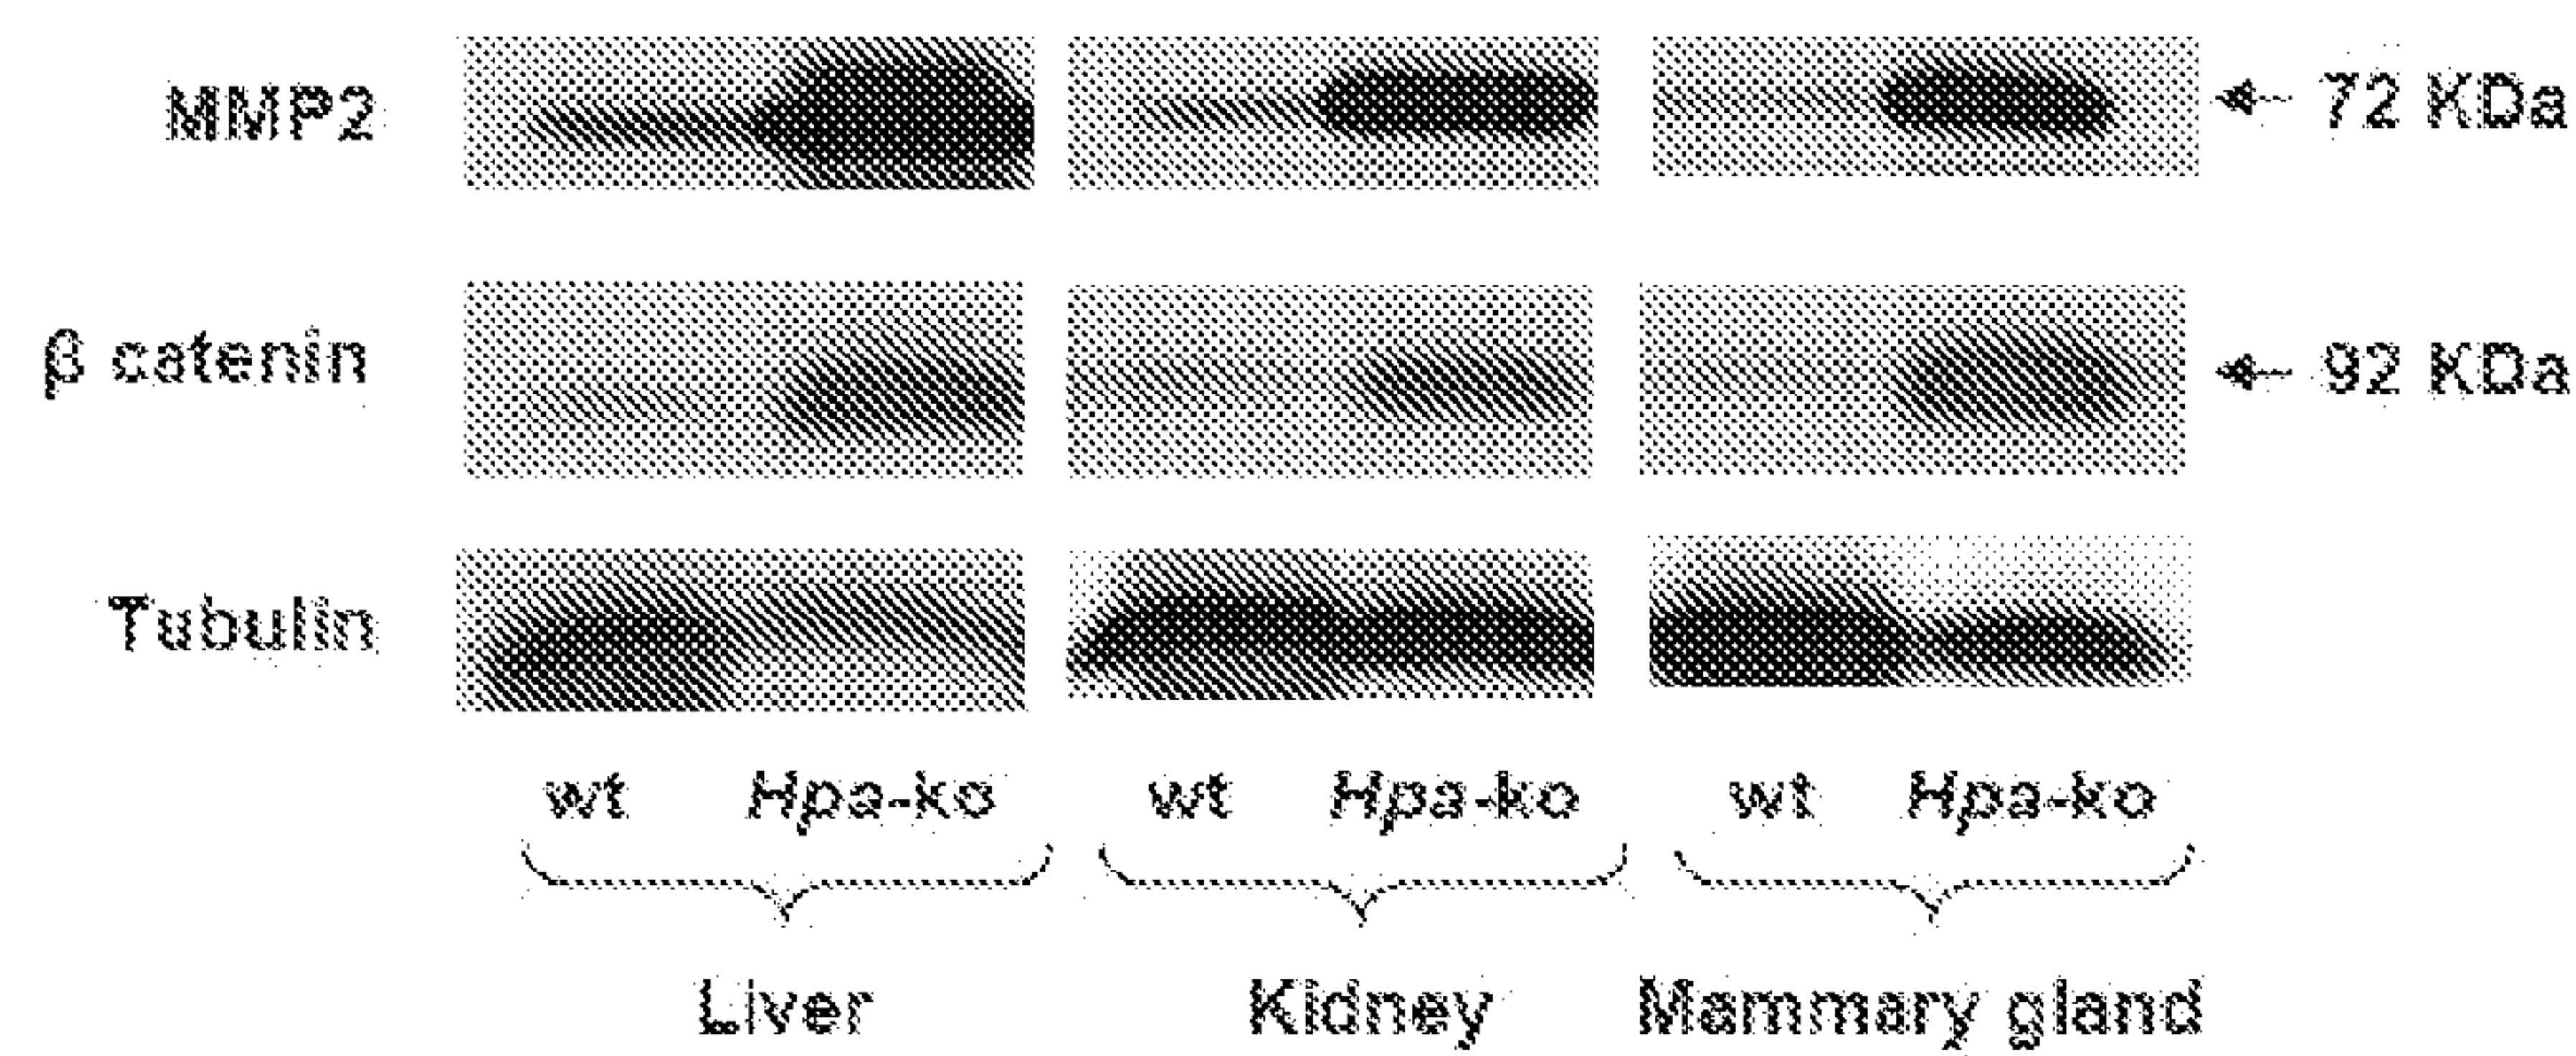 MMP2 72 KDa
β catenin 92 KDa
Tubulin
wt Hpa-ko wt Hpa-ko wt Hpa-ko
Liver Kidney Mammary gland